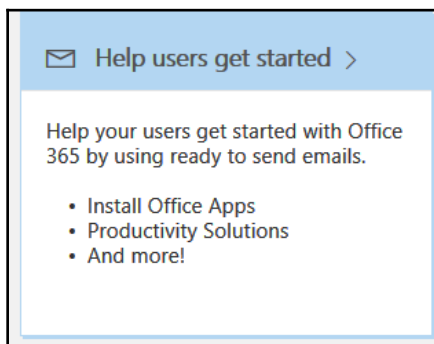 Help users get started >
Help your users get started with Office
365 by using ready to send emails.
• Install Office Apps
• Productivity Solutions
• And more!